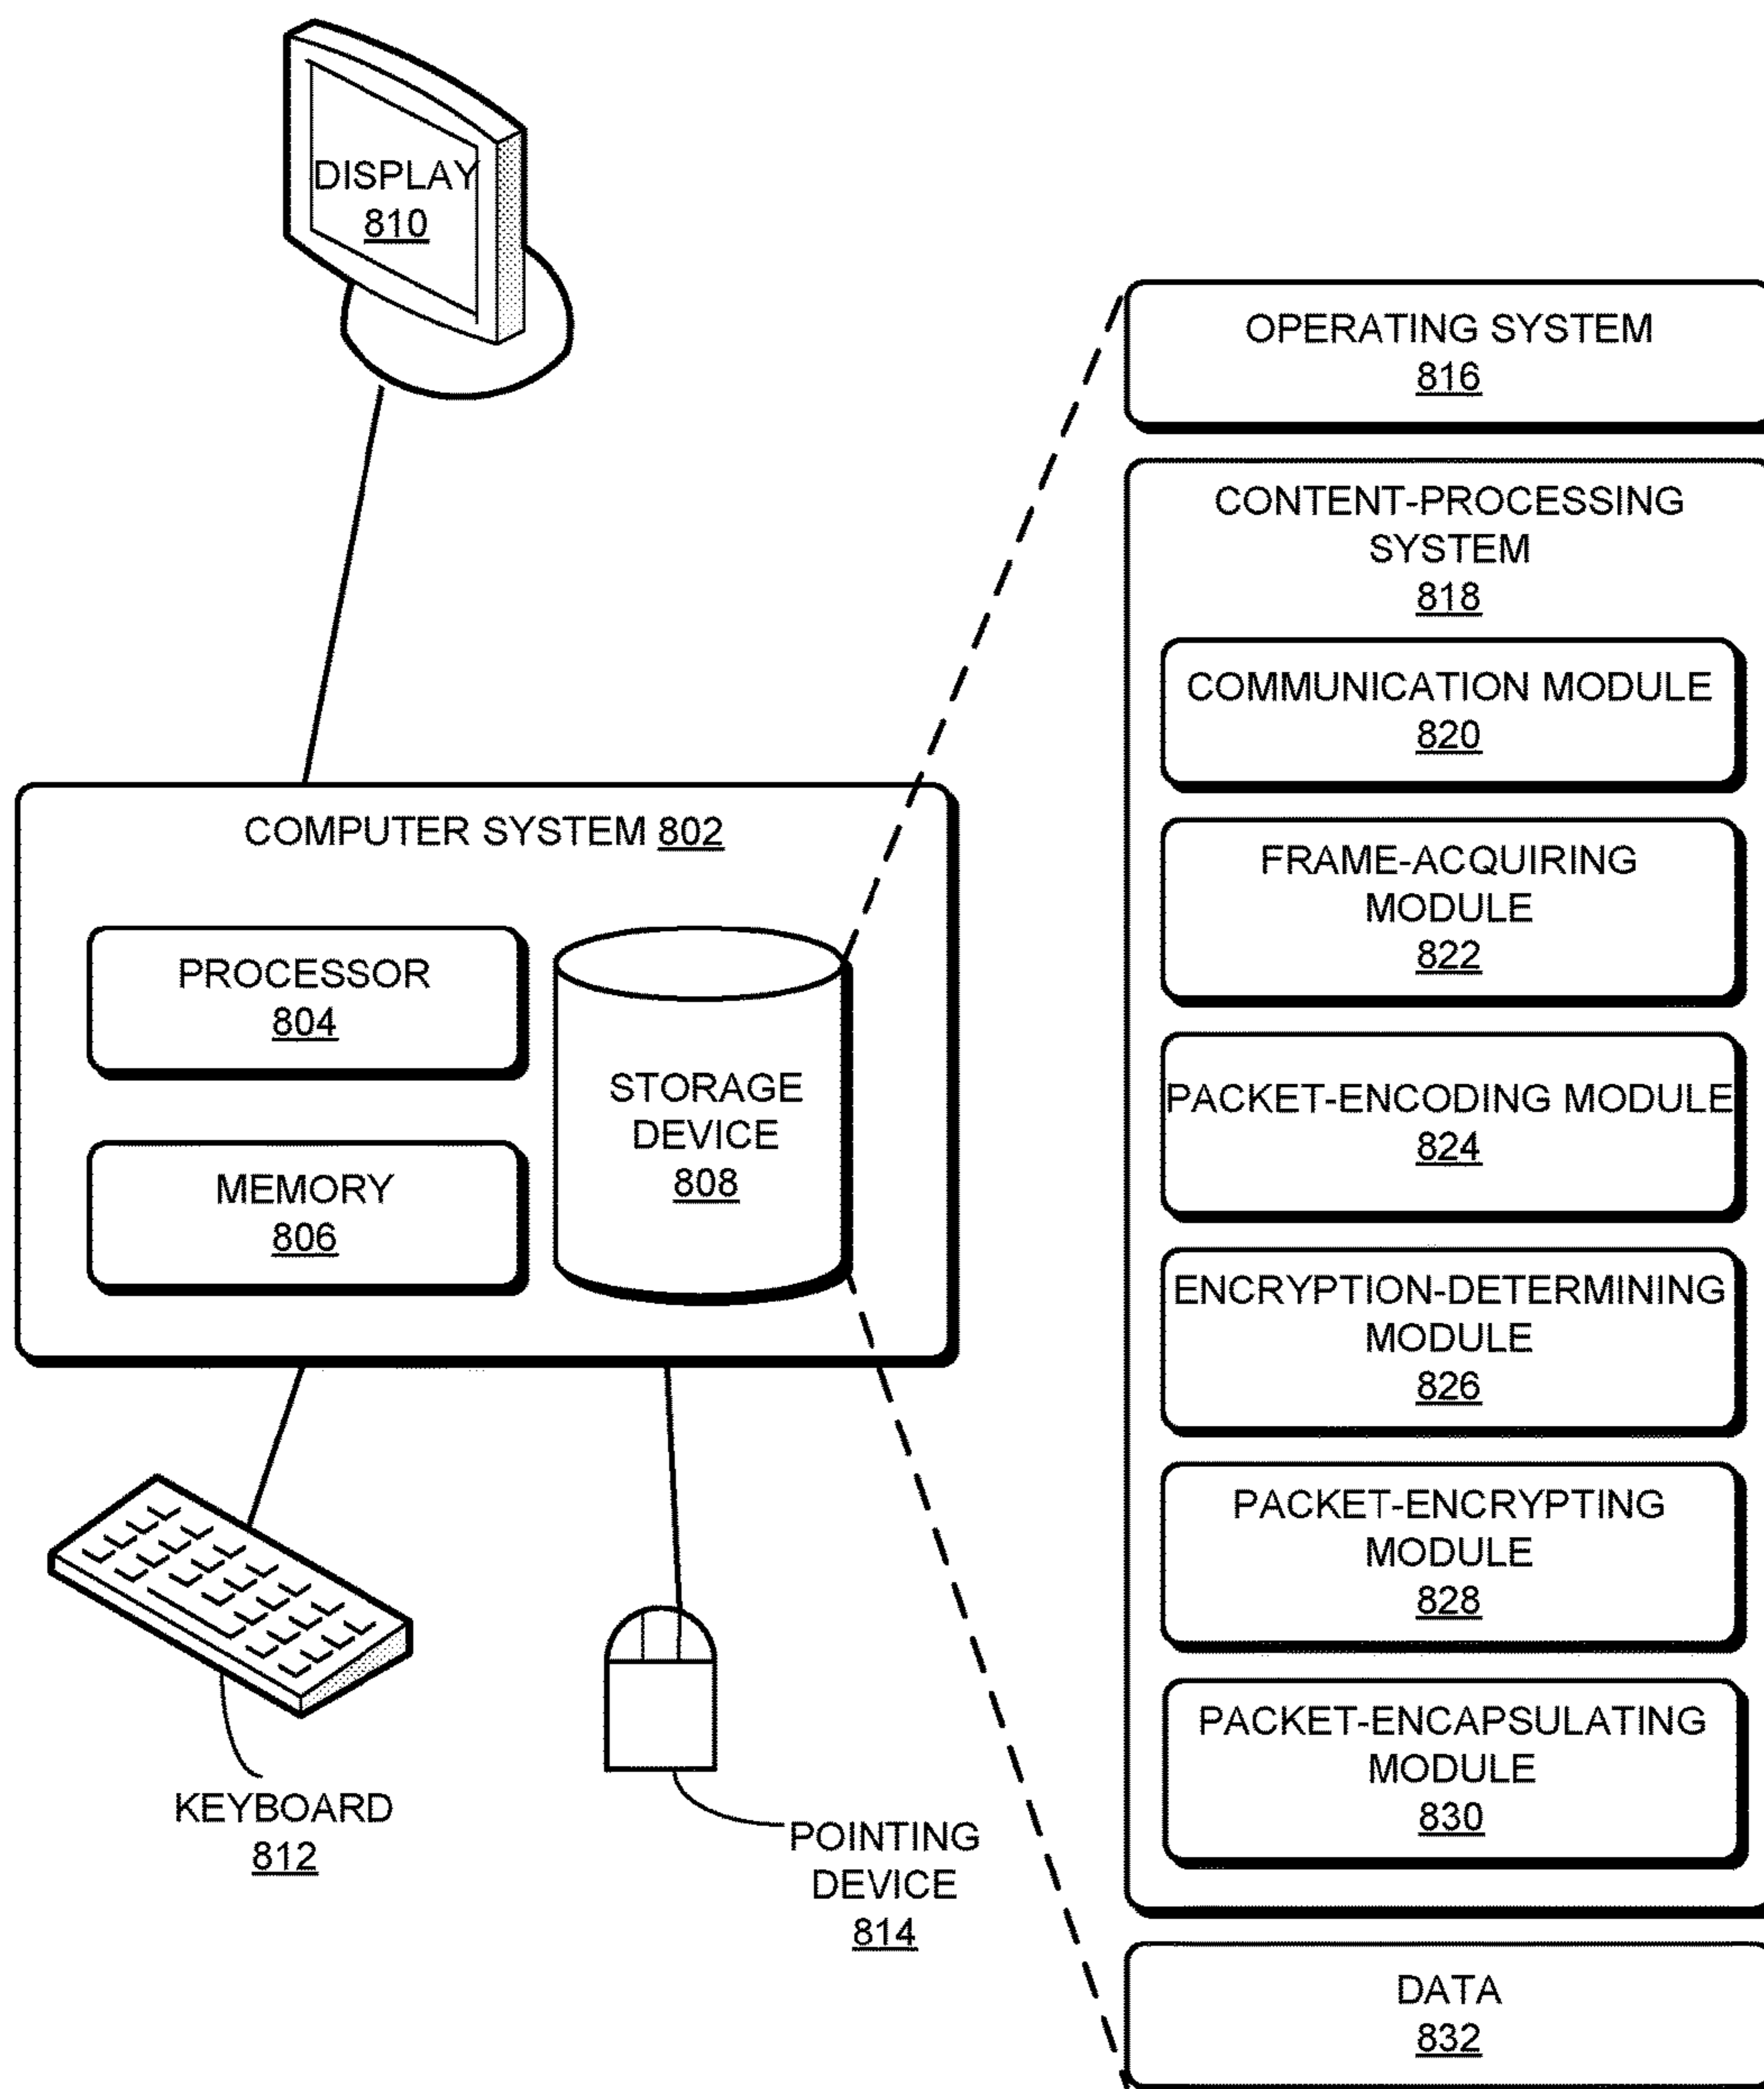 DISPLAY
810
COMPUTER SYSTEM 802
PROCESSOR
804
MEMORY
806
STORAGE
DEVICE
808
KEYBOARD
812
POINTING
DEVICE
814
OPERATING SYSTEM
816
CONTENT-PROCESSING
SYSTEM
818
COMMUNICATION MODULE
820
FRAME-ACQUIRING
MODULE
822
PACKET-ENCODING MODULE
824
ENCRYPTION-DETERMINING
MODULE
826
PACKET-ENCRYPTING
MODULE
828
PACKET-ENCAPSULATING
MODULE
830
DATA
832